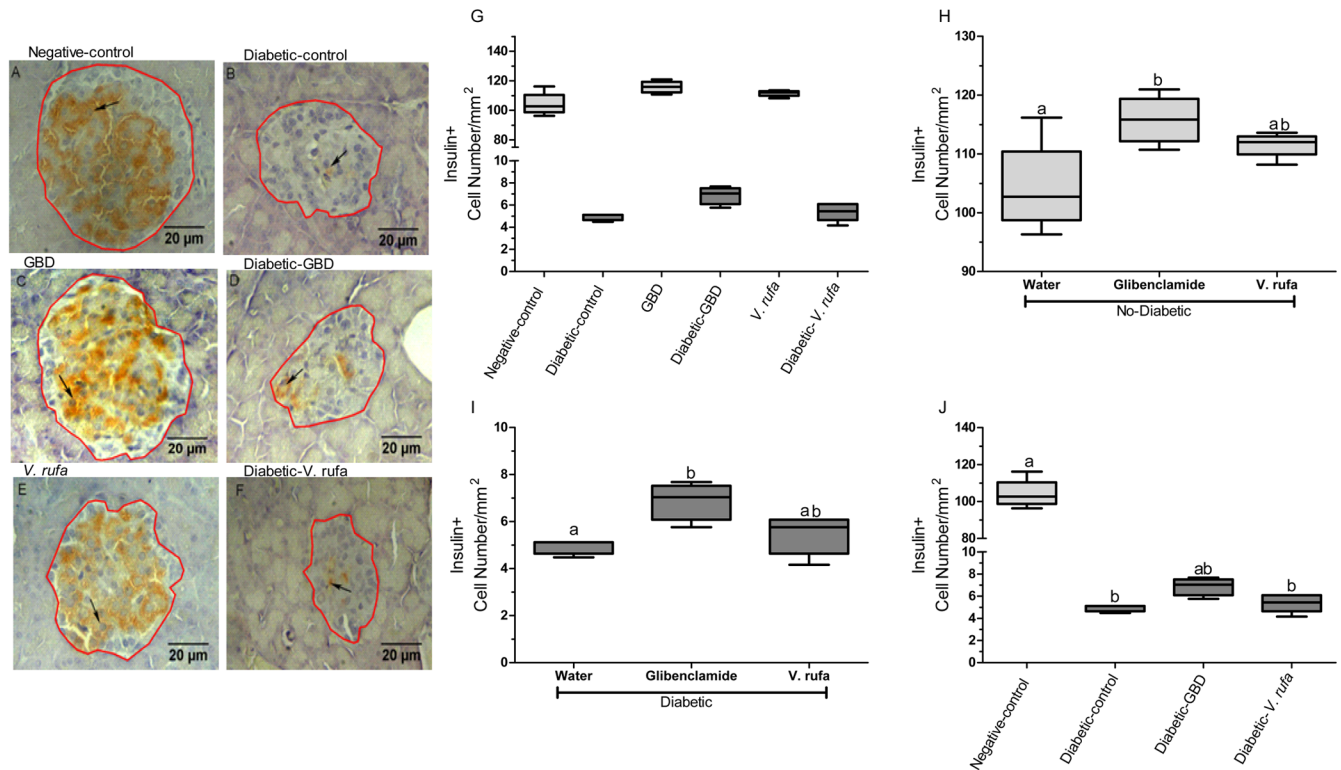 Negative-control
A
20 µm
Diabetic-control
B
20 µm
GBD
C
20 µm
Diabetic-GBD
D
20 µm
V. rufa
E
20 µm
Diabetic-V. rufa
F
20 µm
G
Insulin+
Cell Number/mm2
140
120
100
80
10
8
6
4
2
0
Negative-control
Diabetic-control
GBD
Diabetic-GBD
V. rufa
Diabetic- V. rufa
H
Insulin+
Cell Number/mm2
130
120
110
100
90
a
b
ab
Water
Glibenclamide
V. rufa
No-Diabetic
I
Insulin+
Cell Number/mm2
10
8
6
4
2
0
a
b
ab
Water
Glibenclamide
V. rufa
Diabetic
J
Insulin+
Cell Number/mm2
140
120
100
80
10
8
6
4
2
0
a
b
ab
b
Negative-control
Diabetic-control
Diabetic-GBD
Diabetic- V. rufa